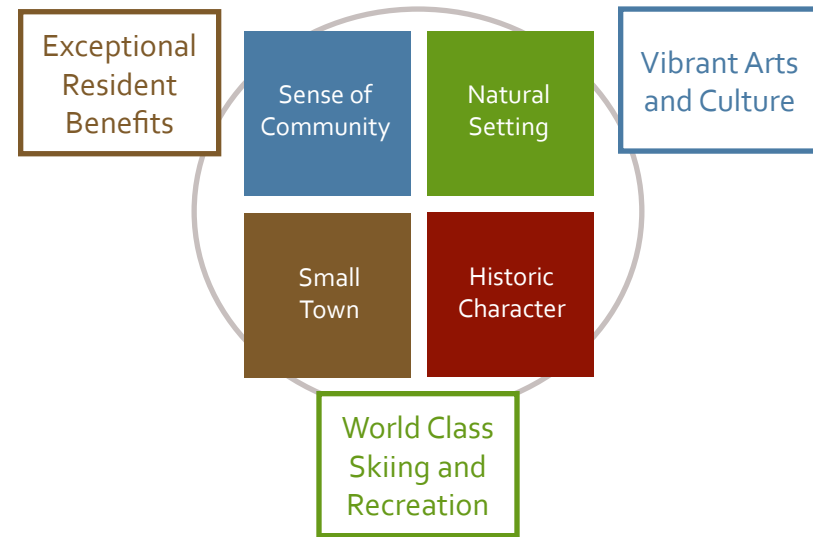 Exceptional
Resident
Benefits
Sense of
Community
Natural
Setting
Vibrant Arts
and Culture
Small
Town
Historic
Character
World Class
Skiing and
Recreation